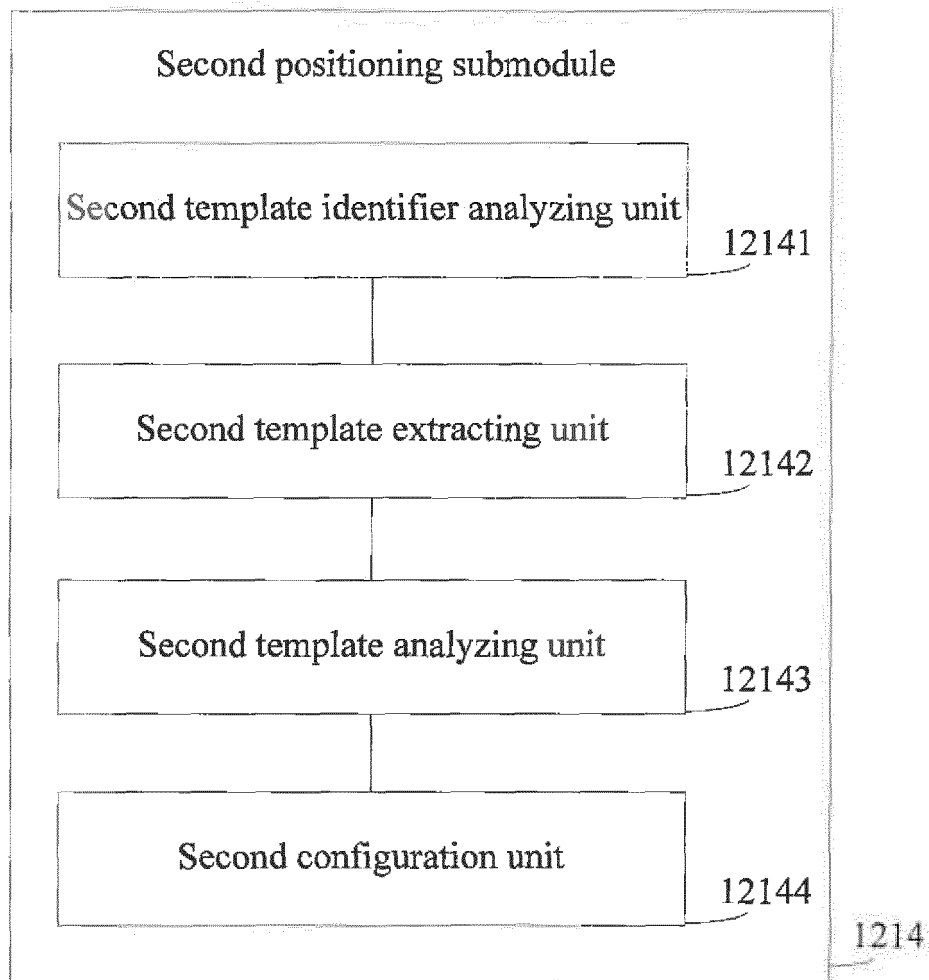 Second positioning submodule
Second template identifier analyzing unit
12141
Second template extracting unit
12142
Second template analyzing unit
12143
Second configuration unit
12144
1214